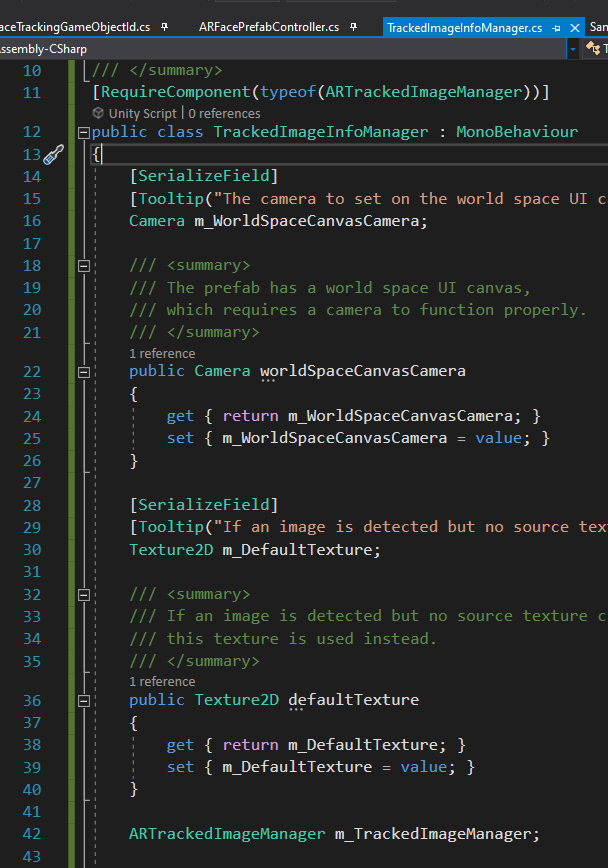 aceTrackingGameObjectId.cs ARFacePrefabController.cs TrackedImageInfoManager.cs San
Assembly-CSharp T
10 /// </summary>
11 [RequireComponent(typeof(ARTrackedImageManager))]
Unity Script | 0 references
12 public class TrackedImageInfoManager : MonoBehaviour
13 {
14 [SerializeField]
15 [Tooltip("The camera to set on the world space UI c
16 Camera m_WorldSpaceCanvasCamera;
17
18 /// <summary>
19 /// The prefab has a world space UI canvas,
20 /// which requires a camera to function properly.
21 /// </summary>
1 reference
22 public Camera worldSpaceCanvasCamera
23 {
24 get { return m_WorldSpaceCanvasCamera; }
25 set { m_WorldSpaceCanvasCamera = value; }
26 }
27
28 [SerializeField]
29 [Tooltip("If an image is detected but no source tex
30 Texture2D m_DefaultTexture;
31
32 /// <summary>
33 /// If an image is detected but no source texture c
34 /// this texture is used instead.
35 /// </summary>
1 reference
36 public Texture2D defaultTexture
37 {
38 get { return m_DefaultTexture; }
39 set { m_DefaultTexture = value; }
40 }
41
42 ARTrackedImageManager m_TrackedImageManager;
43